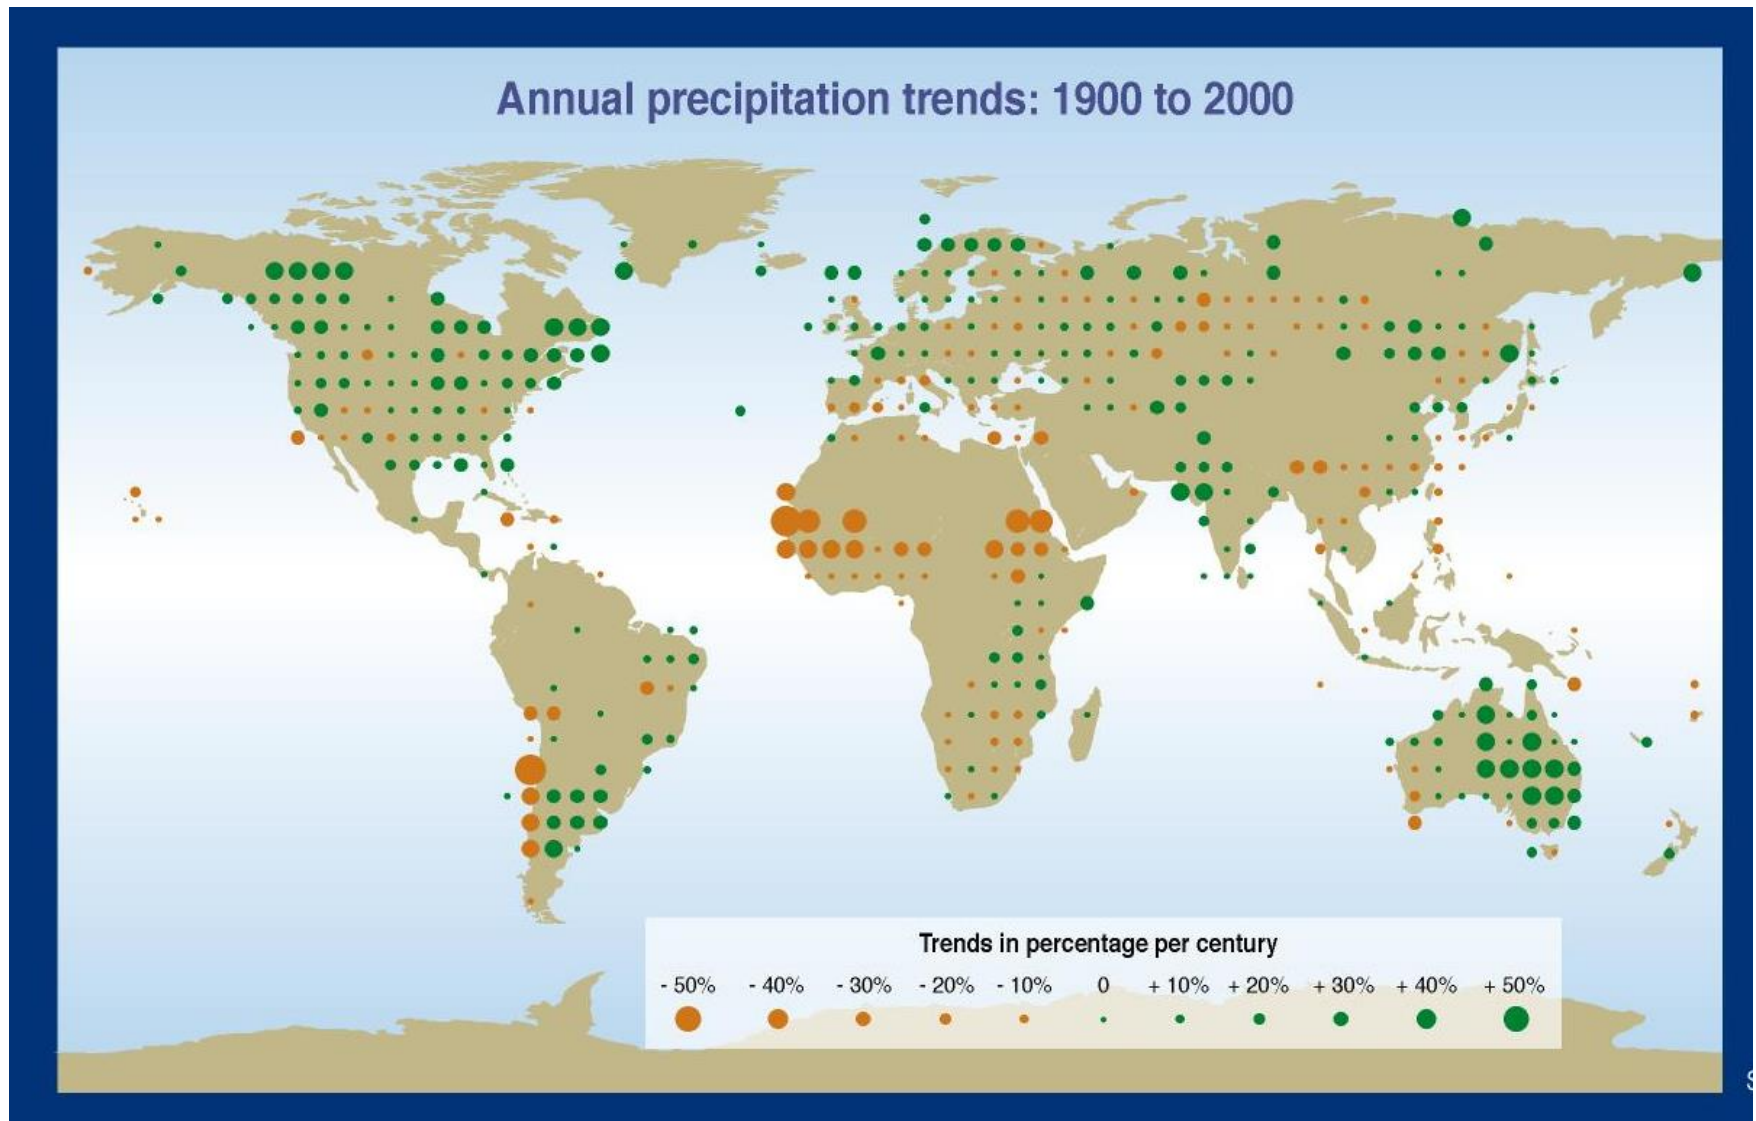 Annual precipitation trends: 1900 to 2000
Trends in percentage per century
- 50% - 40% - 30% - 20% - 10% 0 + 10% + 20% + 30% + 40% + 50%
S